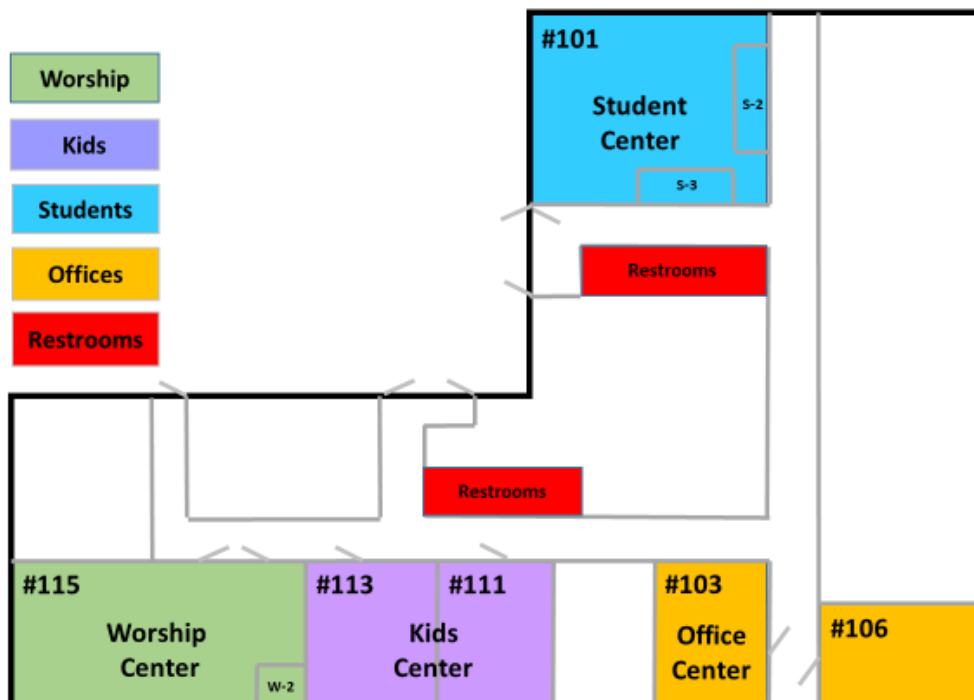 Worship
Kids
Students
Offices
Restrooms
#101
Student
Center
S-2
S-3
Restrooms
Restrooms
#115
Worship
Center
W-2
#113
#111
Kids
Center
#103
Office
Center
#106